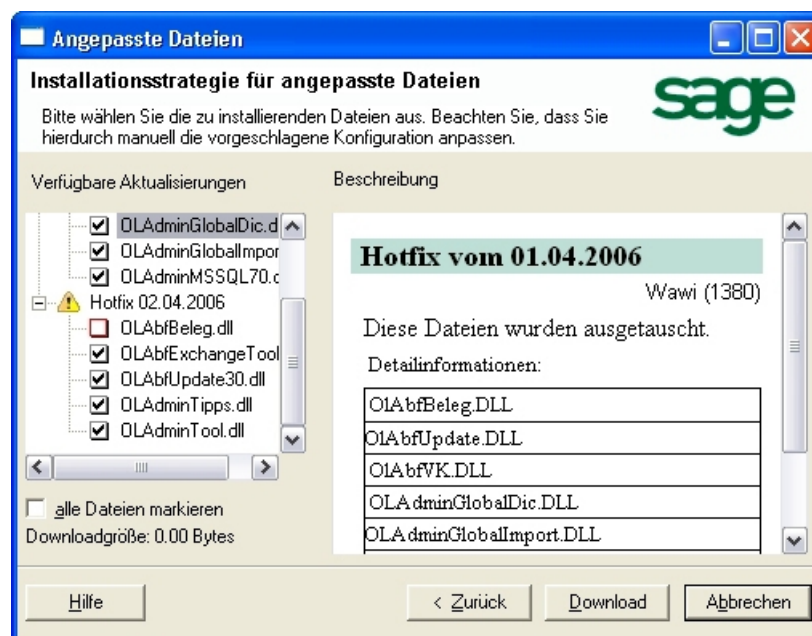 Angepasste Dateien
Installationsstrategie für angepasste Dateien
Bitte wählen Sie die zu installierenden Dateien aus. Beachten Sie, dass Sie
hierdurch manuell die vorgeschlagene Konfiguration anpassen.
sage
Verfügbare Aktualisierungen
OLAdminGlobalDic.d
OLAdminGlobalImpor
OLAdminMSSQL70.c
Hotfix 02.04.2006
OLAbfBeleg.dll
OLAbfExchangeTool
OLAbfUpdate30.dll
OLAdminTipps.dll
OLAdminTool.dll
alle Dateien markieren
Downloadgröße: 0.00 Bytes
Beschreibung
Hotfix vom 01.04.2006
Wawi (1380)
Diese Dateien wurden ausgetauscht.
Detailinformationen:
OlAbfBeleg.DLL
OlAbfUpdate.DLL
OlAbfVK.DLL
OLAdminGlobalDic.DLL
OLAdminGlobalImport.DLL
Hilfe
< Zurück
Download
Abbrechen